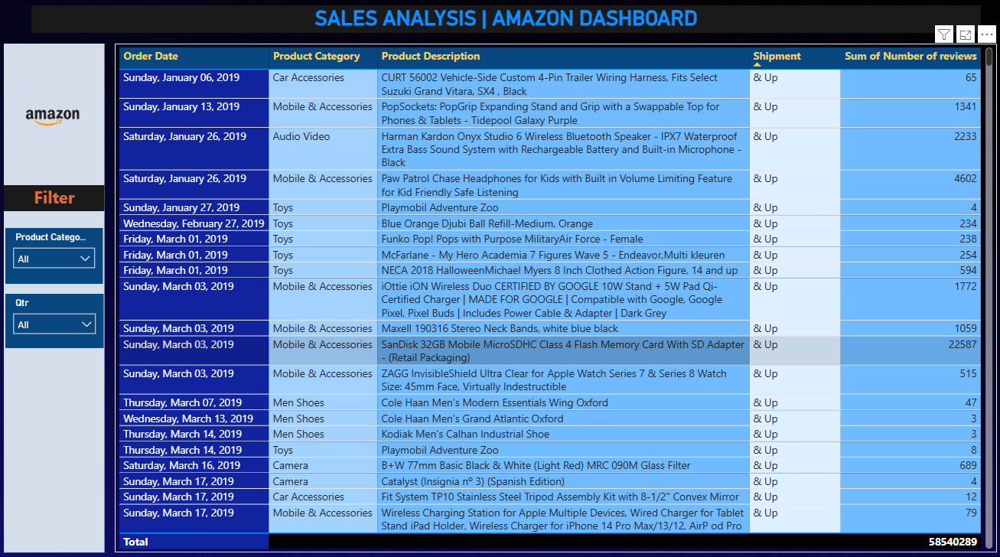 SALES ANALYSIS | AMAZON DASHBOARD
amazon
Filter
Product Catego...
All
Qtr
All
Order Date Product Category Product Description Shipment Sum of Number of reviews
Sunday, January 06, 2019 Car Accessories CURT 56002 Vehicle-Side Custom 4-Pin Trailer Wiring Harness, Fits Select & Up 65
Suzuki Grand Vitara, SX4 , Black
Sunday, January 13, 2019 Mobile & Accessories PopSockets: PopGrip Expanding Stand and Grip with a Swappable Top for & Up 1341
Phones & Tablets - Tidepool Galaxy Purple
Saturday, January 26, 2019 Audio Video Harman Kardon Onyx Studio 6 Wireless Bluetooth Speaker - IPX7 Waterproof & Up 2233
Extra Bass Sound System with Rechargeable Battery and Built-in Microphone -
Black
Saturday, January 26, 2019 Mobile & Accessories Paw Patrol Chase Headphones for Kids with Built in Volume Limiting Feature & Up 4602
for Kid Friendly Safe Listening
Sunday, January 27, 2019 Toys Playmobil Adventure Zoo & Up 4
Wednesday, February 27, 2019 Toys Blue Orange Djubi Ball Refill-Medium, Orange & Up 234
Friday, March 01, 2019 Toys Funko Pop! Pops with Purpose MilitaryAir Force - Female & Up 238
Friday, March 01, 2019 Toys McFarlane - My Hero Academia 7 Figures Wave 5 - Endeavor,Multi kleuren & Up 254
Friday, March 01, 2019 Toys NECA 2018 HalloweenMichael Myers 8 Inch Clothed Action Figure, 14 and up & Up 594
Sunday, March 03, 2019 Mobile & Accessories iOttie iON Wireless Duo CERTIFIED BY GOOGLE 10W Stand + 5W Pad Qi- & Up 1772
Certified Charger | MADE FOR GOOGLE | Compatible with Google, Google
Pixel, Pixel Buds | Includes Power Cable & Adapter | Dark Grey
Sunday, March 03, 2019 Mobile & Accessories Maxell 190316 Stereo Neck Bands, white blue black & Up 1059
Sunday, March 03, 2019 Mobile & Accessories SanDisk 32GB Mobile MicroSDHC Class 4 Flash Memory Card With SD Adapter & Up 22587
- (Retail Packaging)
Sunday, March 03, 2019 Mobile & Accessories ZAGG InvisibleShield Ultra Clear for Apple Watch Series 7 & Series 8 Watch & Up 515
Size: 45mm Face, Virtually Indestructible
Thursday, March 07, 2019 Men Shoes Cole Haan Men's Modern Essentials Wing Oxford & Up 47
Wednesday, March 13, 2019 Men Shoes Cole Haan Men's Grand Atlantic Oxford & Up 3
Thursday, March 14, 2019 Men Shoes Kodiak Men's Calhan Industrial Shoe & Up 3
Thursday, March 14, 2019 Toys Playmobil Adventure Zoo & Up 8
Saturday, March 16, 2019 Camera B+W 77mm Basic Black & White (Light Red) MRC 090M Glass Filter & Up 689
Sunday, March 17, 2019 Camera Catalyst (Insignia nº 3) (Spanish Edition) & Up 4
Sunday, March 17, 2019 Car Accessories Fit System TP10 Stainless Steel Tripod Assembly Kit with 8-1/2" Convex Mirror & Up 12
Sunday, March 17, 2019 Mobile & Accessories Wireless Charging Station for Apple Multiple Devices, Wired Charger for Tablet & Up 79
Stand iPad Holder, Wireless Charger for iPhone 14 Pro Max/13/12, AirP od Pro
Total 58540289